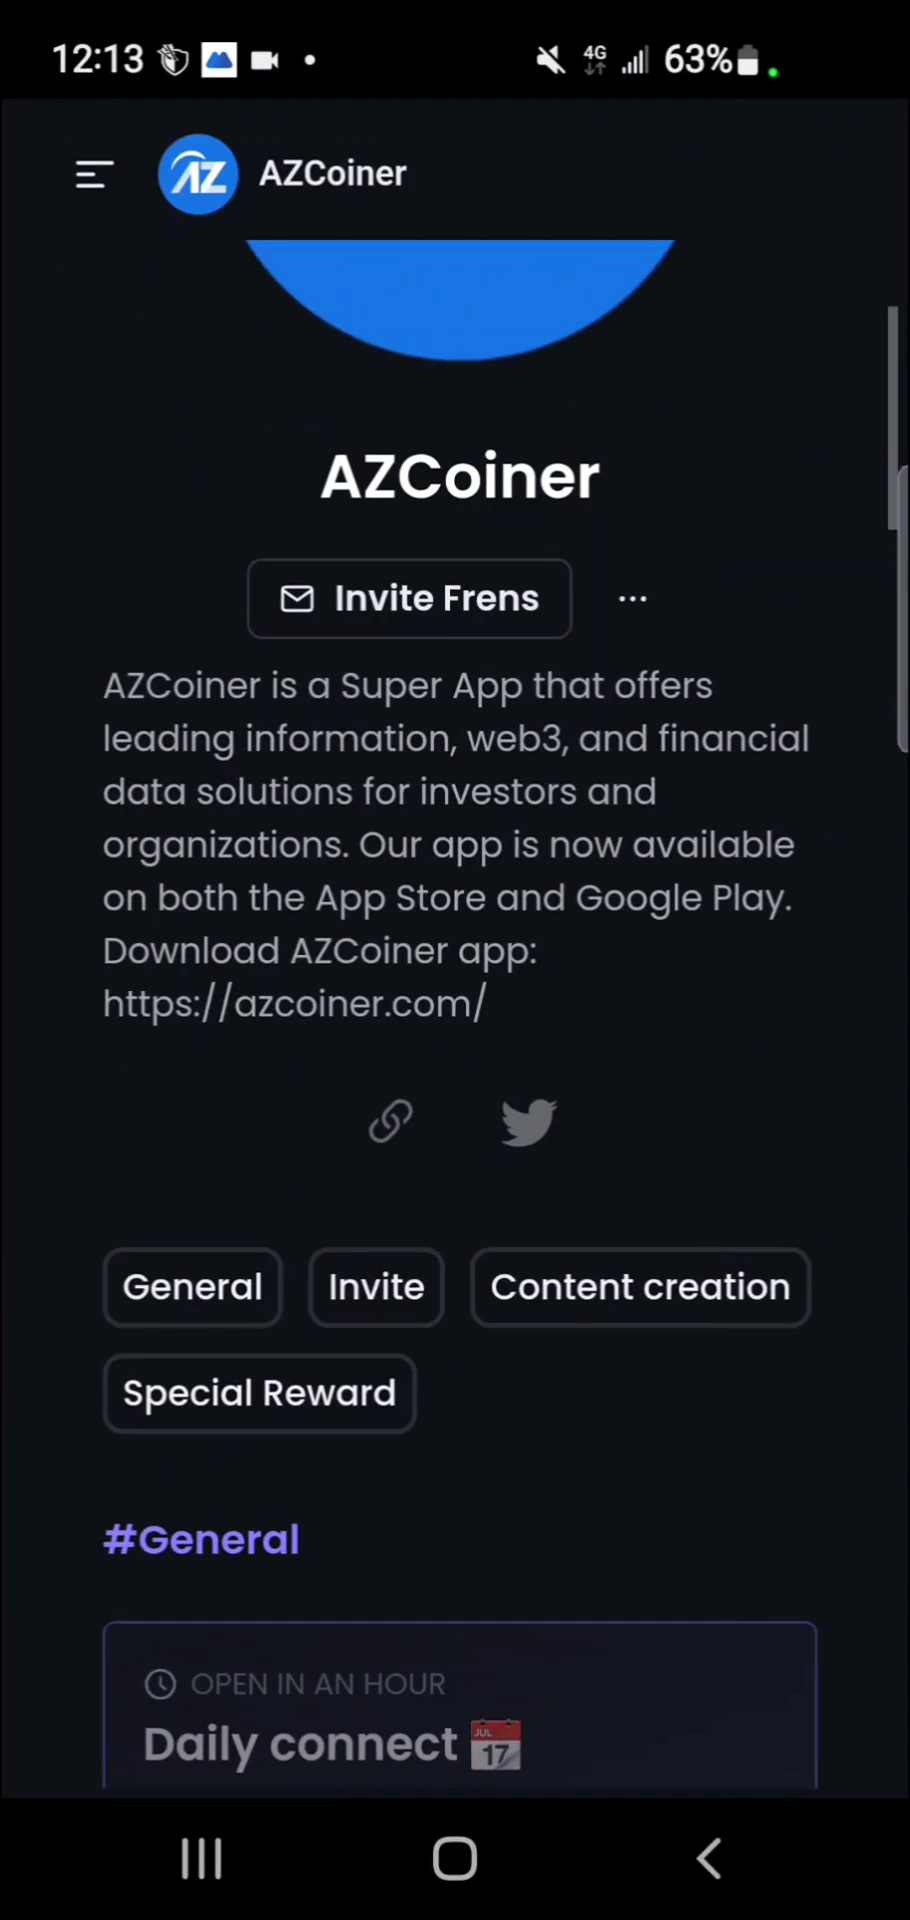 12:13
4G
63%
AZ
AZCoiner
AZCoiner
Invite Frens
...
AZCoiner is a Super App that offers
leading information, web3, and financial
data solutions for investors and
organizations. Our app is now available
on both the App Store and Google Play.
Download AZCoiner app:
https://azcoiner.com/
General
Invite
Content creation
Special Reward
#General
OPEN IN AN HOUR
Daily connect
JUL
17